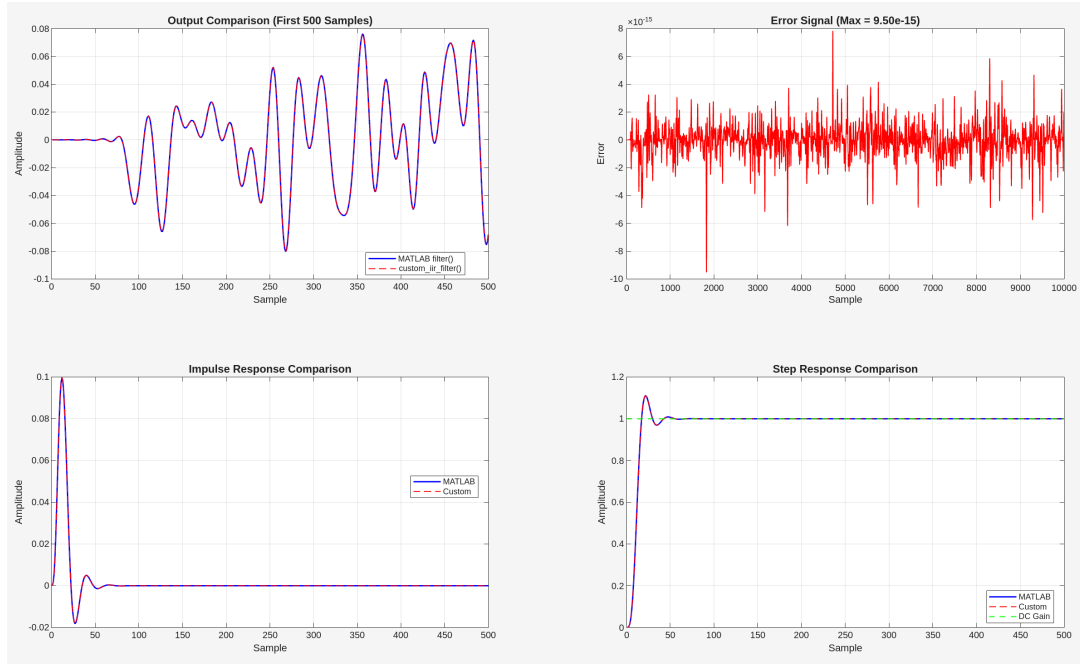 Output Comparison (First 500 Samples)
0.08
0.06
0.04
0.02
0
-0.02
-0.04
-0.06
-0.08
-0.1
Amplitude
0 50 100 150 200 250 300 350 400 450 500
Sample
MATLAB filter()
custom_iir_filter()
Error Signal (Max = 9.50e-15)
×10-15
8
6
4
2
0
-2
-4
-6
-8
-10
Error
0 1000 2000 3000 4000 5000 6000 7000 8000 9000 10000
Sample
Impulse Response Comparison
0.1
0.08
0.06
0.04
0.02
0
-0.02
Amplitude
0 50 100 150 200 250 300 350 400 450 500
Sample
MATLAB
Custom
Step Response Comparison
1.2
1
0.8
0.6
0.4
0.2
0
Amplitude
0 50 100 150 200 250 300 350 400 450 500
Sample
MATLAB
Custom
DC Gain